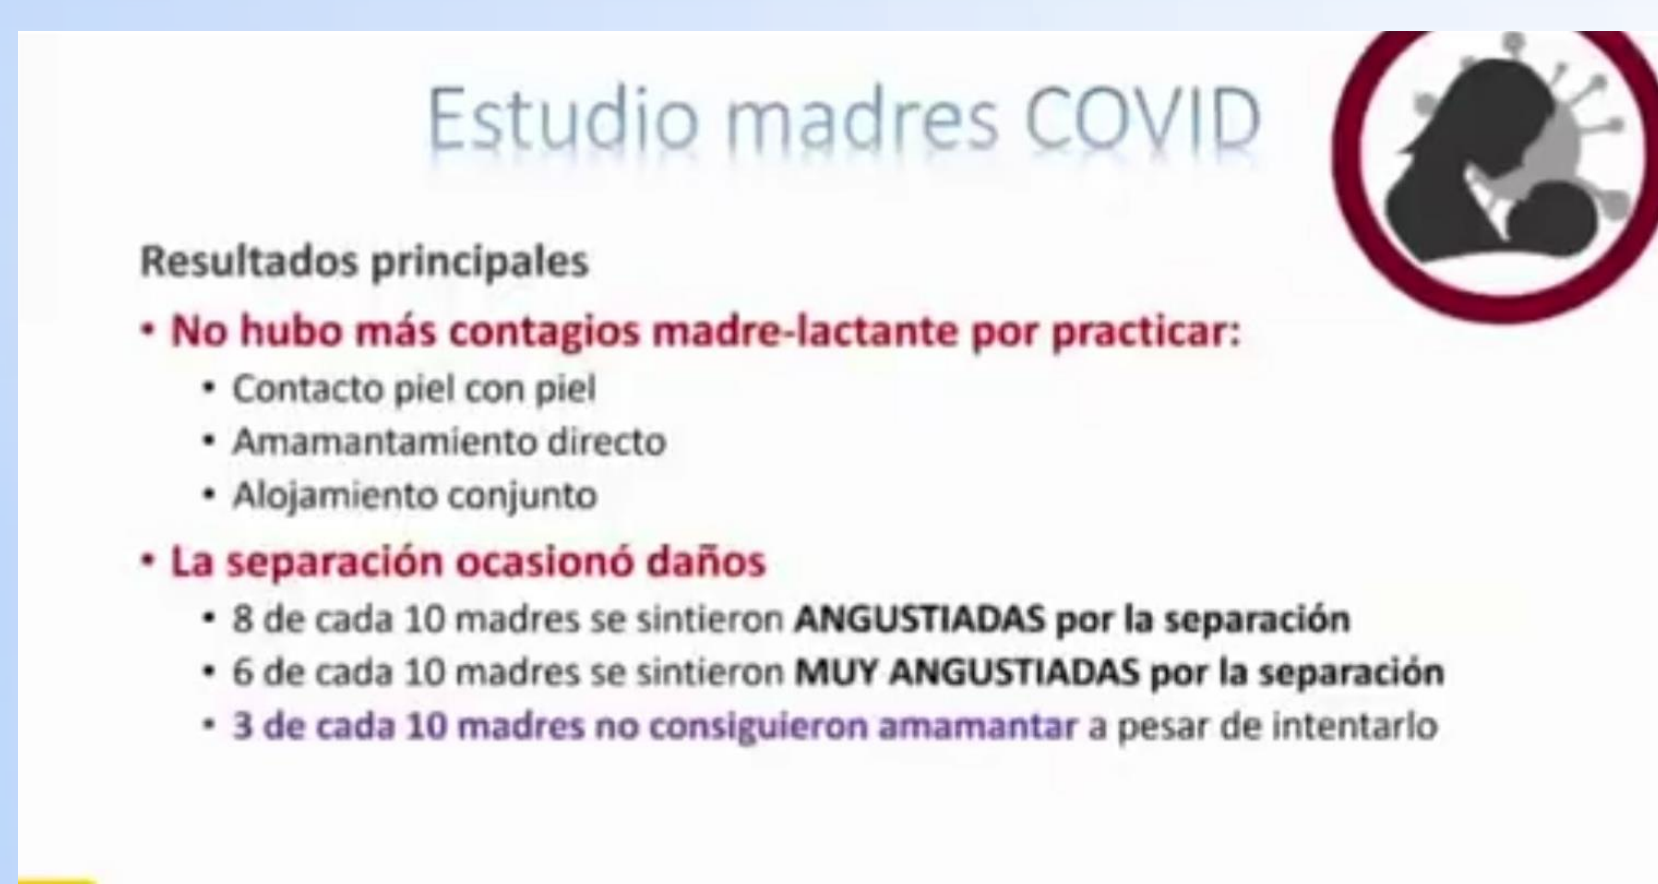 Estudio madres COVID
Resultados principales
• No hubo más contagios madre-lactante por practicar:
• Contacto piel con piel
• Amamantamiento directo
• Alojamiento conjunto
• La separación ocasionó daños
• 8 de cada 10 madres se sintieron ANGUSTIADAS por la separación
• 6 de cada 10 madres se sintieron MUY ANGUSTIADAS por la separación
• 3 de cada 10 madres no consiguieron amamantar a pesar de intentarlo